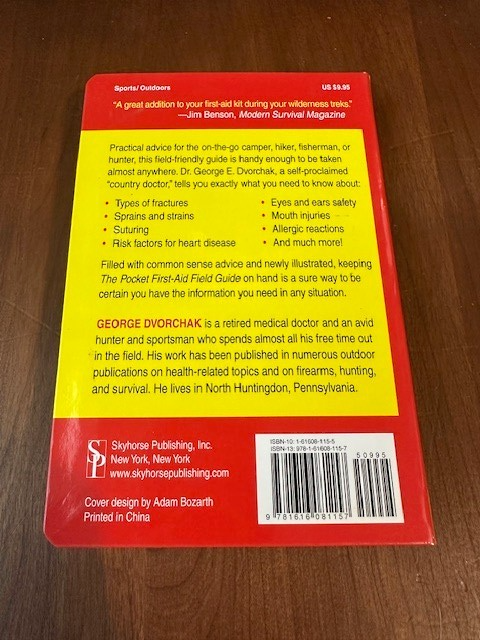 Sports/ Outdoors
US $9.95
"A great addition to your first-aid kit during your wilderness treks."
—Jim Benson, Modern Survival Magazine
Practical advice for the on-the-go camper, hiker, fisherman, or
hunter, this field-friendly guide is handy enough to be taken
almost anywhere. Dr. George E. Dvorchak, a self-proclaimed
"country doctor," tells you exactly what you need to know about:
• Types of fractures
• Sprains and strains
• Suturing
• Risk factors for heart disease
• Eyes and ears safety
• Mouth injuries
• Allergic reactions
• And much more!
Filled with common sense advice and newly illustrated, keeping
The Pocket First-Aid Field Guide on hand is a sure way to be
certain you have the information you need in any situation.
GEORGE DVORCHAK is a retired medical doctor and an avid
hunter and sportsman who spends almost all his free time out
in the field. His work has been published in numerous outdoor
publications on health-related topics and on firearms, hunting,
and survival. He lives in North Huntingdon, Pennsylvania.
SP
Skyhorse Publishing, Inc.
New York, New York
www.skyhorsepublishing.com
Cover design by Adam Bozarth
Printed in China
ISBN-10: 1-61608-115-5
ISBN-13: 978-1-61608-115-7
50995
9 781616 081157